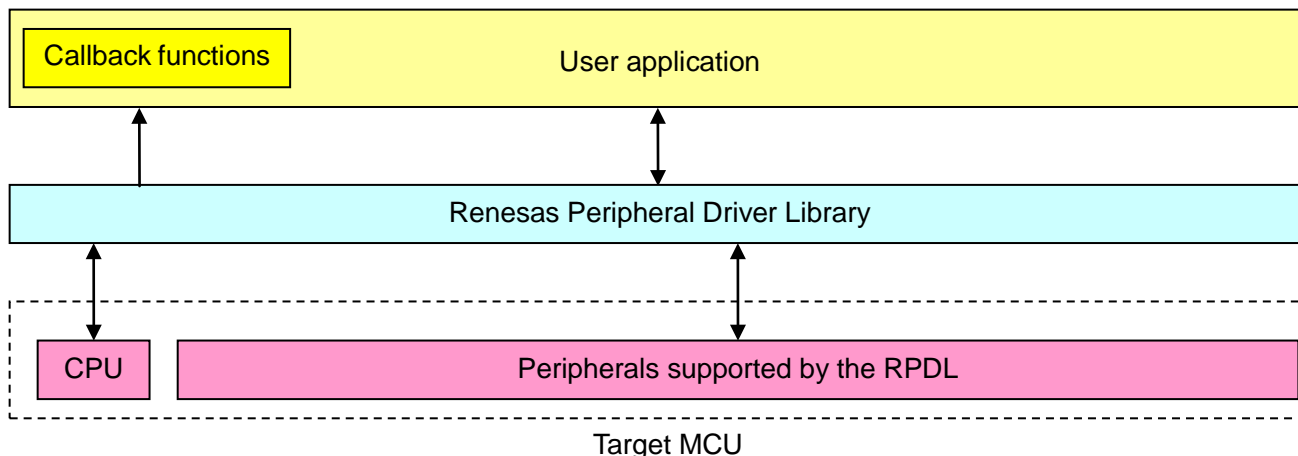 Callback functions
User application
Renesas Peripheral Driver Library
CPU
Peripherals supported by the RPDL
Target MCU